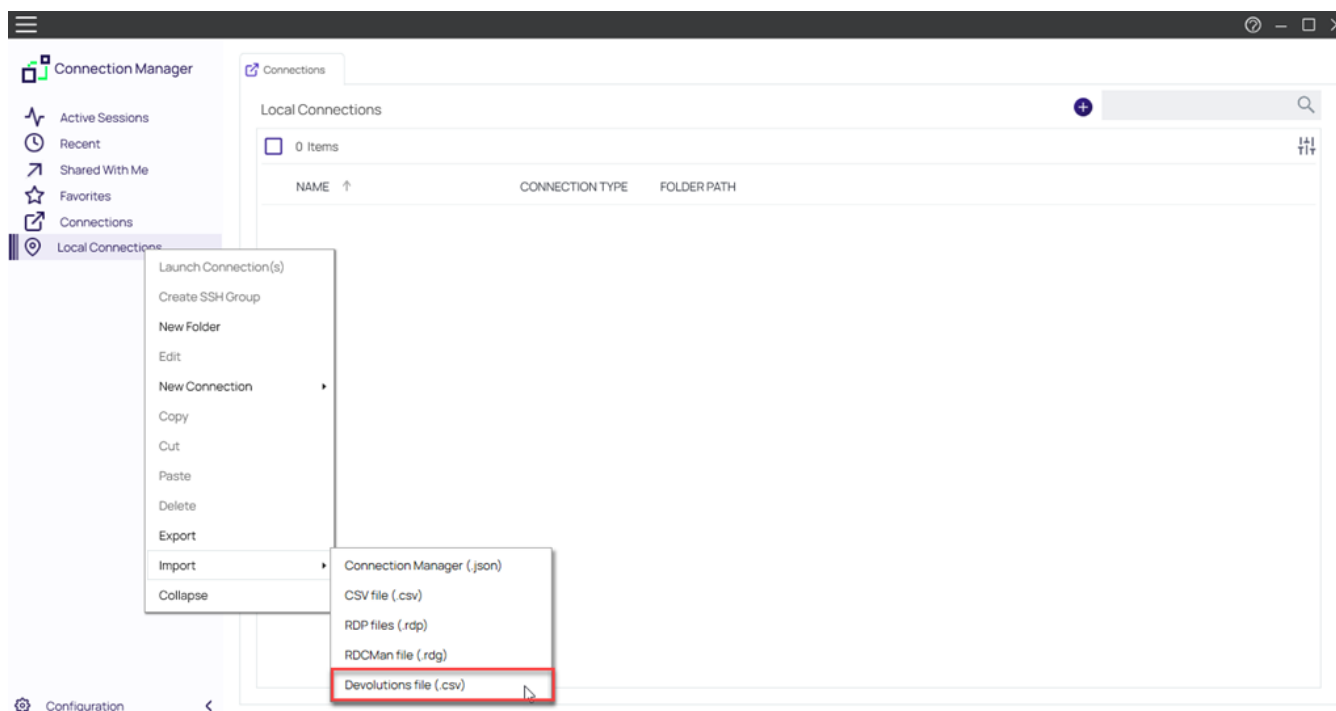 Connection Manager
Connections
Active Sessions
Local Connections
Recent
0 Items
Shared With Me
NAME CONNECTION TYPE FOLDER PATH
Favorites
Connections
Local Connections
Launch Connection(s)
Create SSH Group
New Folder
Edit
New Connection
Copy
Cut
Paste
Delete
Export
Import
Connection Manager (.json)
Collapse
CSV file (.csv)
RDP files (.rdp)
RDCMan file (.rdg)
Devolutions file (.csv)
Configuration